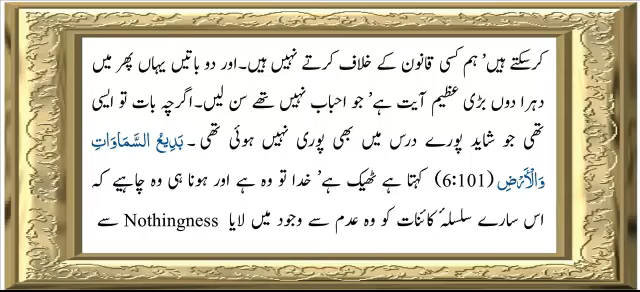 کرسکتے ہیں’ ہم کسی قانون کے خلاف کرتے نہیں ہیں۔اور دو باتیں یہاں پھر میں
دہرا دوں بڑی عظیم آیت ہے’ جو احباب نہیں تھے سن لیں۔اگرچہ بات تو ایسی
تھی جو شاید پورے درس میں بھی پوری نہیں ہوئی تھی ۔ بَدِيعُ السَّمَاوَاتِ
وَالْأَرْضِ (6:101) کہتا ہے ٹھیک ہے’ خدا تو وہ ہے اور ہونا ہی وہ چاہیے کہ
اس سارے سلسلۂ کائنات کو وہ عدم سے وجود میں لایا Nothingness سے